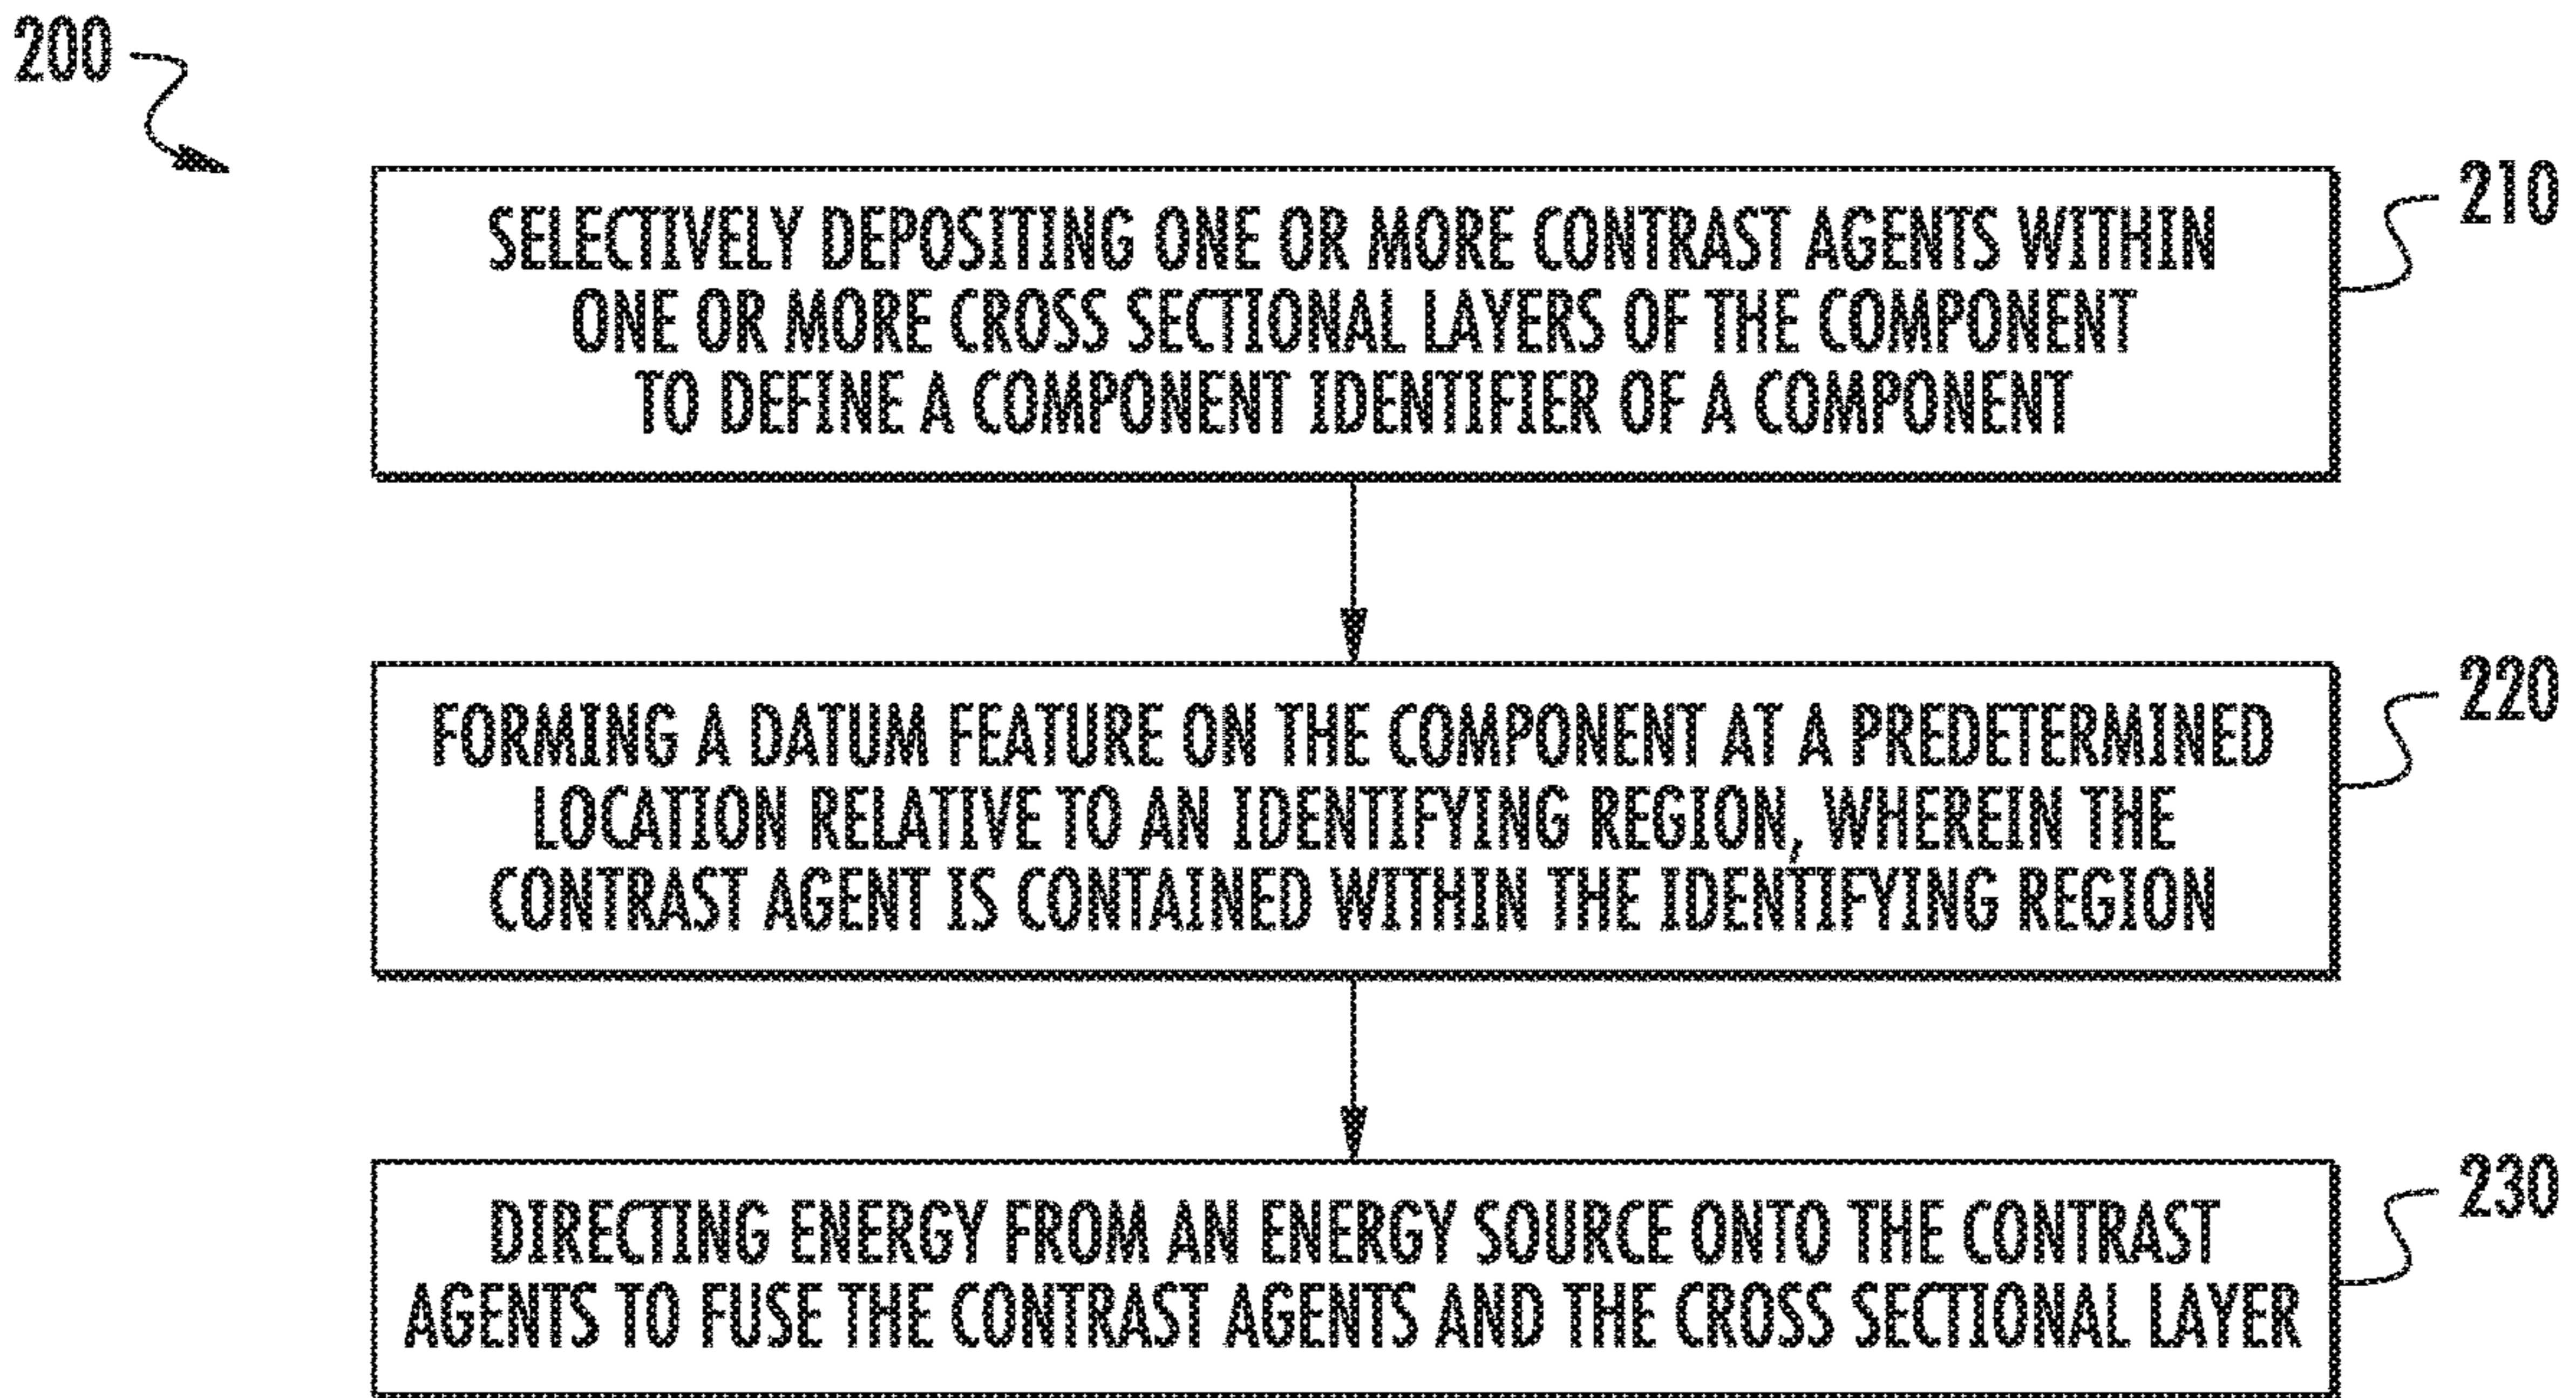 200
210
SELECTIVELY DEPOSITING ONE OR MORE CONTRAST AGENTS WITHIN
ONE OR MORE CROSS SECTIONAL LAYERS OF THE COMPONENT
TO DEFINE A COMPONENT IDENTIFIER OF A COMPONENT
220
FORMING A DATUM FEATURE ON THE COMPONENT AT A PREDETERMINED
LOCATION RELATIVE TO AN IDENTIFYING REGION, WHEREIN THE
CONTRAST AGENT IS CONTAINED WITHIN THE IDENTIFYING REGION
230
DIRECTING ENERGY FROM AN ENERGY SOURCE ONTO THE CONTRAST
AGENTS TO FUSE THE CONTRAST AGENTS AND THE CROSS SECTIONAL LAYER